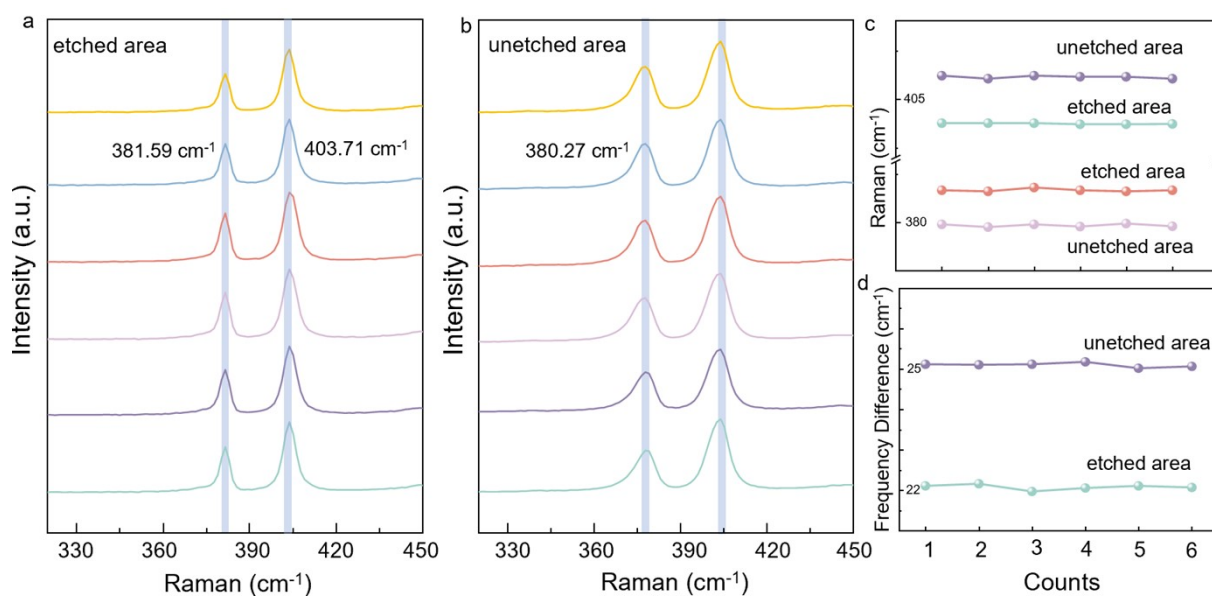 a
etched area
381.59 cm⁻¹
403.71 cm⁻¹
Intensity (a.u.)
330
360
390
420
450
Raman (cm⁻¹)
b
unetched area
380.27 cm⁻¹
Intensity (a.u.)
330
360
390
420
450
Raman (cm⁻¹)
c
unetched area
405
etched area
etched area
380
unetched area
Raman (cm⁻¹)
d
unetched area
25
etched area
22
Frequency Difference (cm⁻¹)
1
2
3
4
5
6
Counts